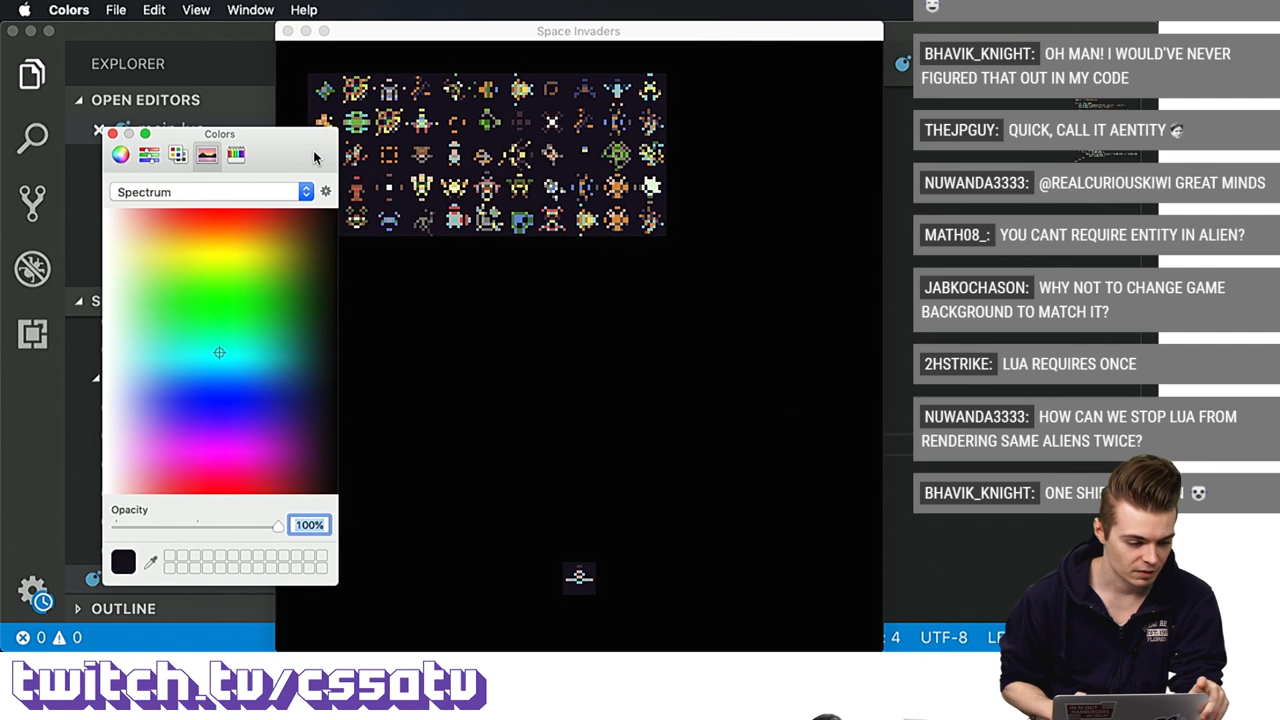 Colors File Edit View Window Help
Space Invaders
EXPLORER
OPEN EDITORS
Colors
Spectrum
Opacity
100%
OUTLINE
0 0
: 4 UTF-8
BHAVIK_KNIGHT: OH MAN! I WOULD'VE NEVER
FIGURED THAT OUT IN MY CODE
THEJPGUY: QUICK, CALL IT AENTITY
NUWANDA3333: @REALCURIOUSKIWI GREAT MINDS
MATH08_: YOU CANT REQUIRE ENTITY IN ALIEN?
JABKOCHASON: WHY NOT TO CHANGE GAME
BACKGROUND TO MATCH IT?
2HSTRIKE: LUA REQUIRES ONCE
NUWANDA3333: HOW CAN WE STOP LUA FROM
RENDERING SAME ALIENS TWICE?
BHAVIK_KNIGHT: ONE
twitch.tv/cs50tv